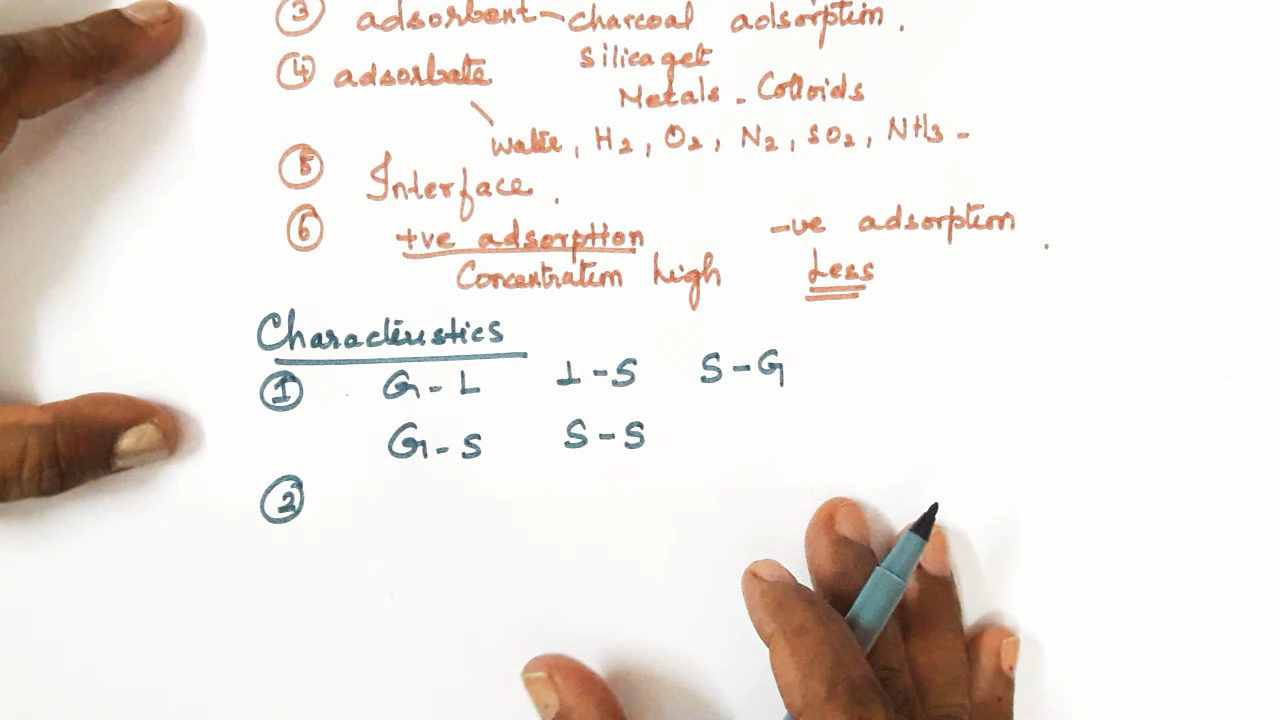 ③ adsorbent - charcoal adsorption.
Silicaget
④ adsorbate
Metals - Colloids
water, H2, O2, N2, SO2, NH3 -
⑤ Interface.
⑥ +ve adsorption -ve adsorption.
Concentration high Less
Characteristics
① G-L L-S S-G
G-S S-S
②